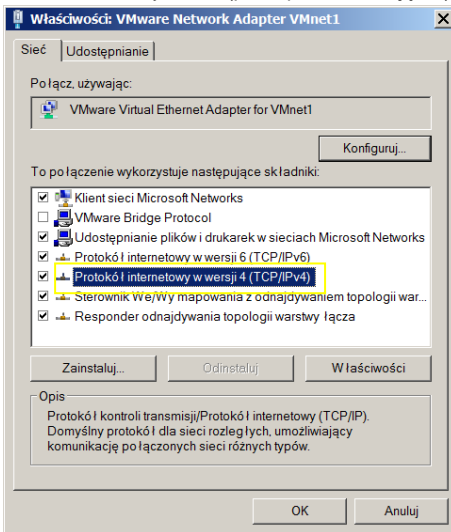 Właściwości: VMware Network Adapter VMnet1
Sieć
Udostępnianie
Połącz, używając:
VMware Virtual Ethernet Adapter for VMnet1
Konfiguruj...
To połączenie wykorzystuje następujące składniki:
Klient sieci Microsoft Networks
VMware Bridge Protocol
Udostępnianie plików i drukarek w sieciach Microsoft Networks
Protokół internetowy w wersji 6 (TCP/IPv6)
Protokół internetowy w wersji 4 (TCP/IPv4)
Sterownik We/Wy mapowania z odnajdywaniem topologii war...
Responder odnajdywania topologii warstwy łącza
Zainstaluj...
Odinstaluj
Właściwości
Opis
Protokół kontroli transmisji/Protokół internetowy (TCP/IP).
Domyślny protokół dla sieci rozległych, umożliwiający
komunikację połączonych sieci różnych typów.
OK
Anuluj